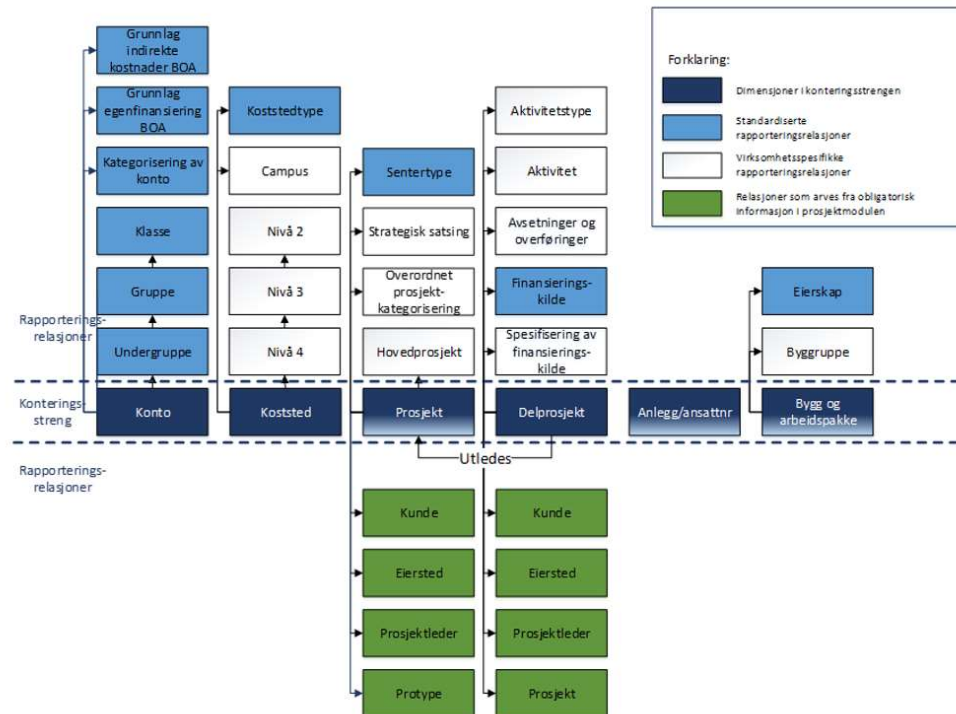 Grunnlag
indirekte
kostnader BOA
Grunnlag
egenfinansiering
BOA
Kategorisering av
konto
Klasse
Gruppe
Undergruppe
Konto
Koststedtype
Campus
Nivå 2
Nivå 3
Nivå 4
Koststed
Sentertype
Strategisk satsing
Overordnet
prosjekt-
kategorisering
Hovedprosjekt
Prosjekt
Aktivitetstype
Aktivitet
Avsetninger og
overføringer
Finansierings-
kilde
Spesifisering av
finansierings-
kilde
Delprosjekt
Anlegg/ansattnr
Eierskap
Byggruppe
Bygg og
arbeidspakke
Forklaring:
Dimensjoner i konteringsstrengen
Standardiserte
rapporteringsrelasjoner
Virksomhetsspesifikke
rapporteringsrelasjoner
Relasjoner som arves fra obligatorisk
informasjon i prosjektmodulen
Rapporterings-
relasjoner
Konterings-
streng
Rapporterings-
relasjoner
Utledes
Kunde
Eiersted
Prosjektleder
Protype
Kunde
Eiersted
Prosjektleder
Prosjekt